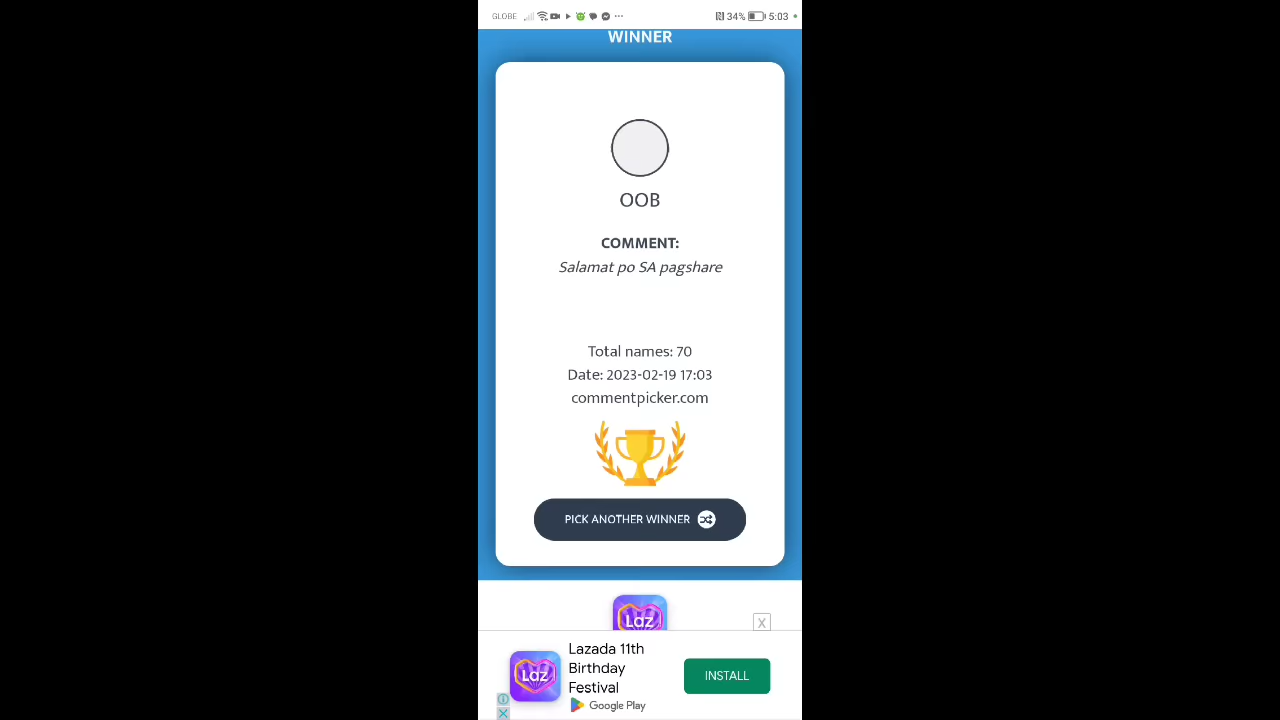 GLOBE 34% 5:03
WINNER
OOB
COMMENT:
Salamat po SA pagshare
Total names: 70
Date: 2023-02-19 17:03
commentpicker.com
PICK ANOTHER WINNER
Laz
X
Lazada 11th
Birthday
Festival
Laz
INSTALL
Google Play